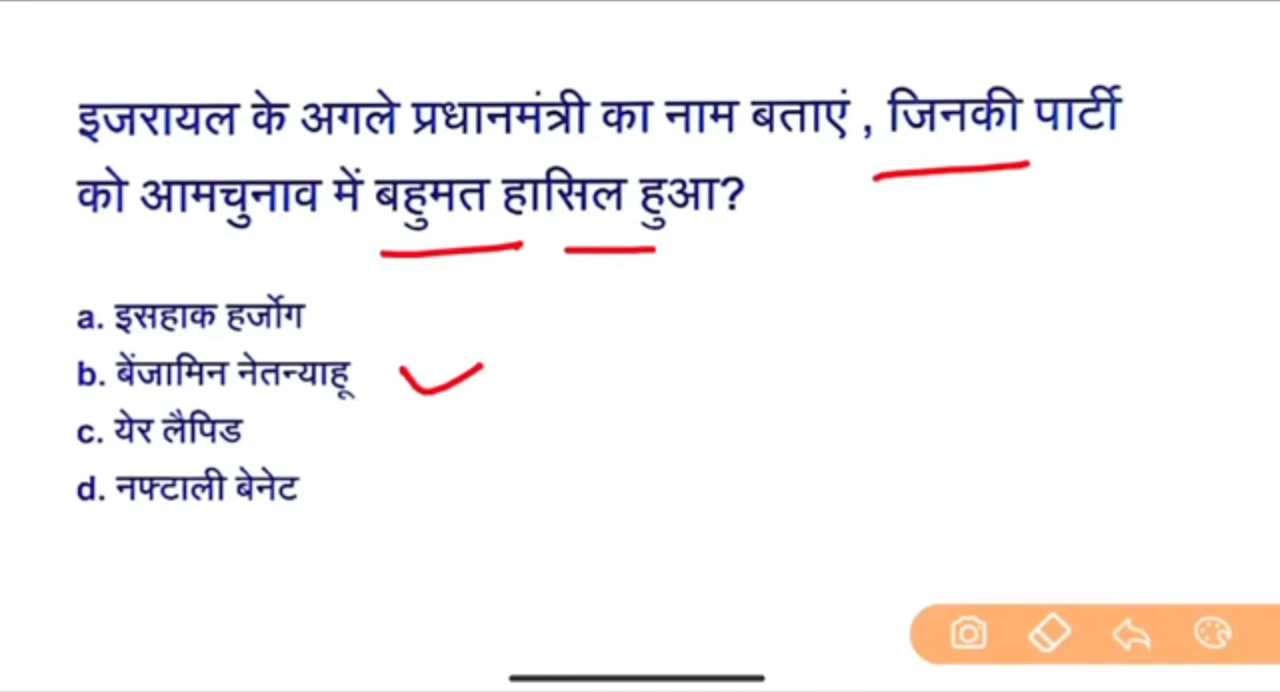 इजरायल के अगले प्रधानमंत्री का नाम बताएं , जिनकी पार्टी
को आमचुनाव में बहुमत हासिल हुआ?
a. इसहाक हर्जोग
b. बेंजामिन नेतन्याहू
c. येर लैपिड
d. नफ्टाली बेनेट